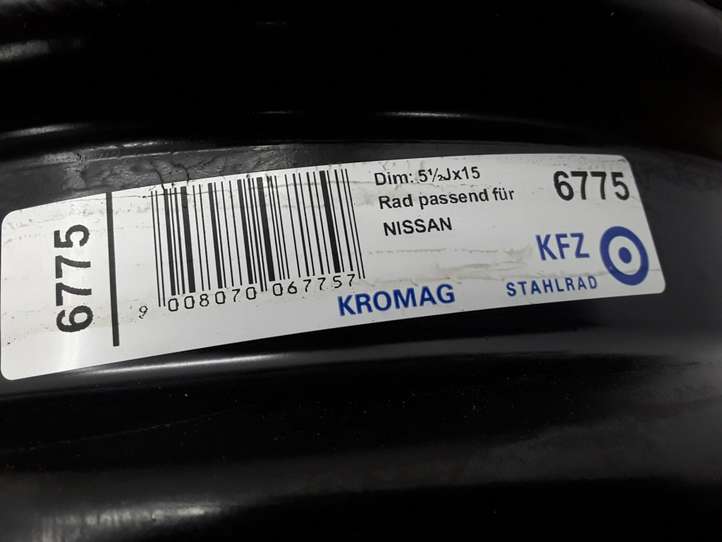 6775
9 008070 067757
Dim: 5½Jx15
Rad passend für
NISSAN
6775
KROMAG
KFZ
STAHLRAD